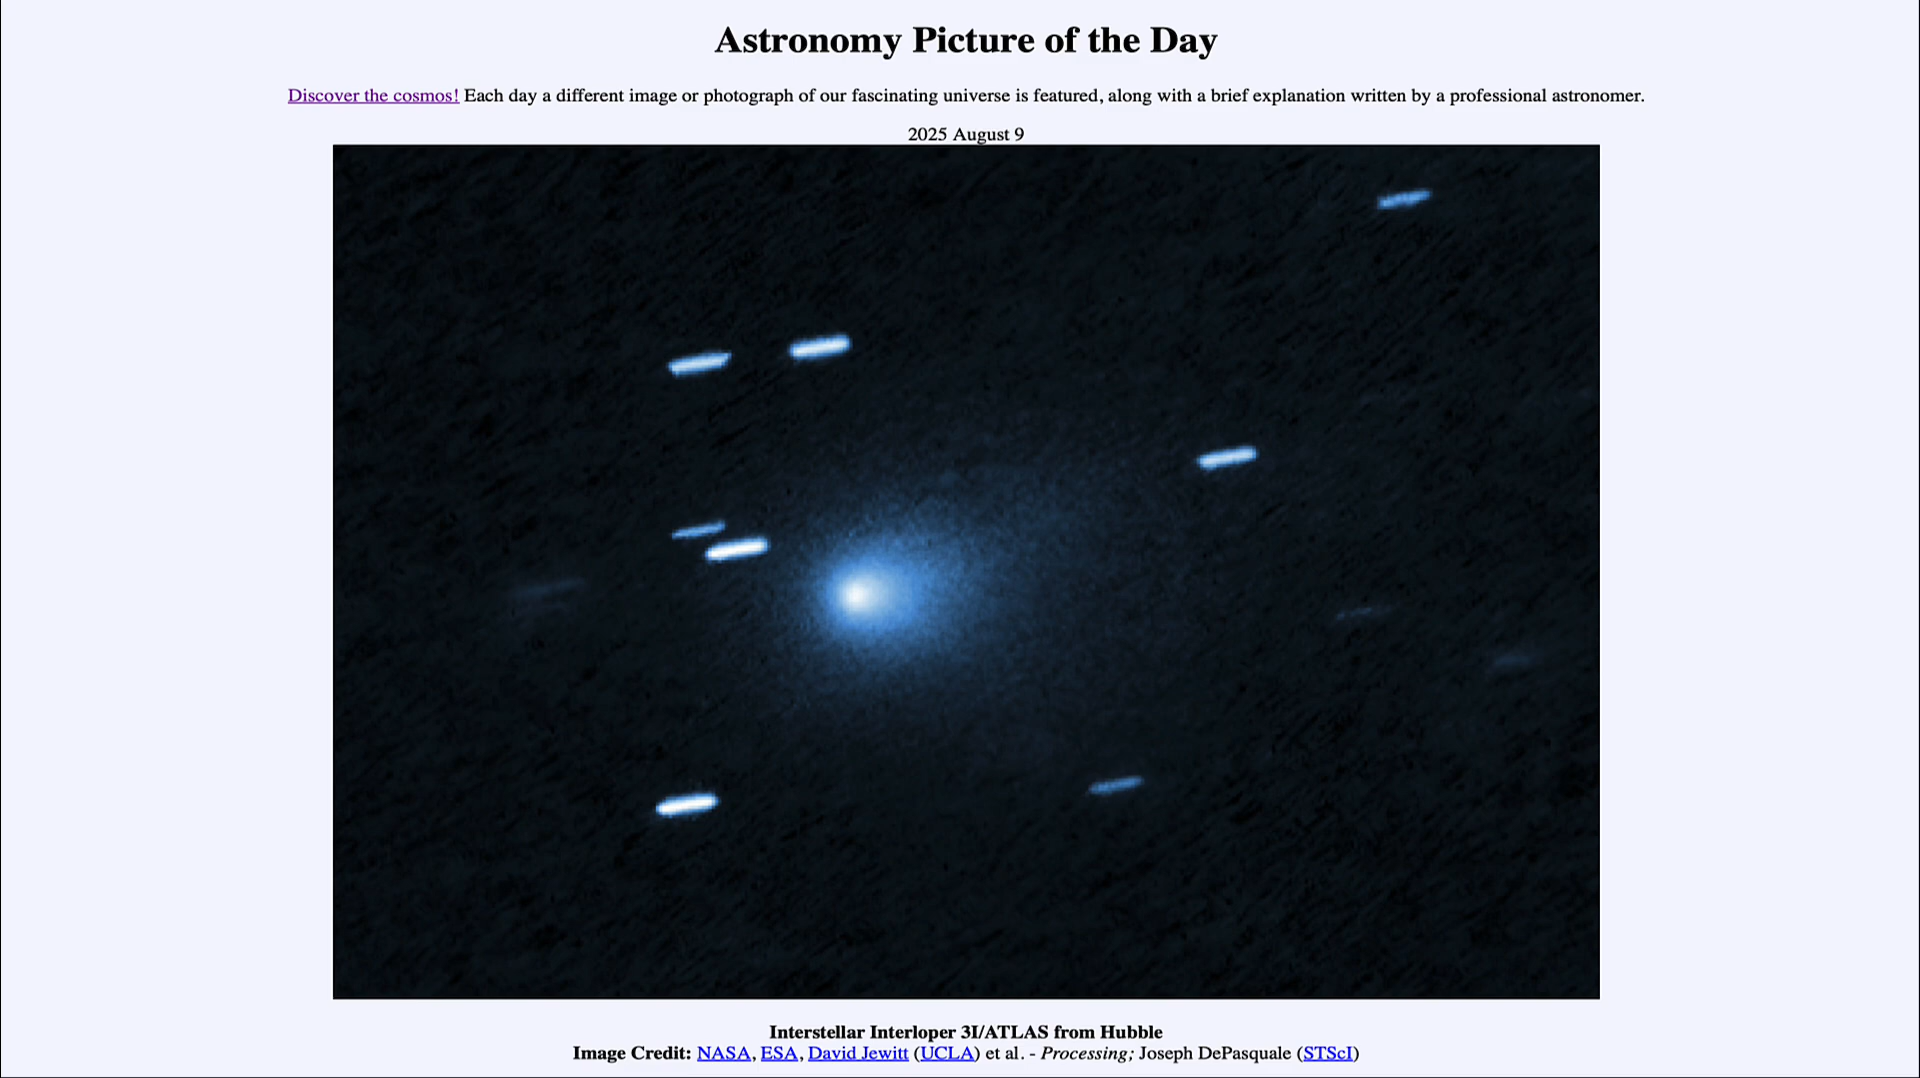 Astronomy Picture of the Day
Discover the cosmos! Each day a different image or photograph of our fascinating universe is featured, along with a brief explanation written by a professional astronomer.
2025 August 9
Interstellar Interloper 3I/ATLAS from Hubble
Image Credit: NASA, ESA, David Jewitt (UCLA) et al. - Processing; Joseph DePasquale (STScI)